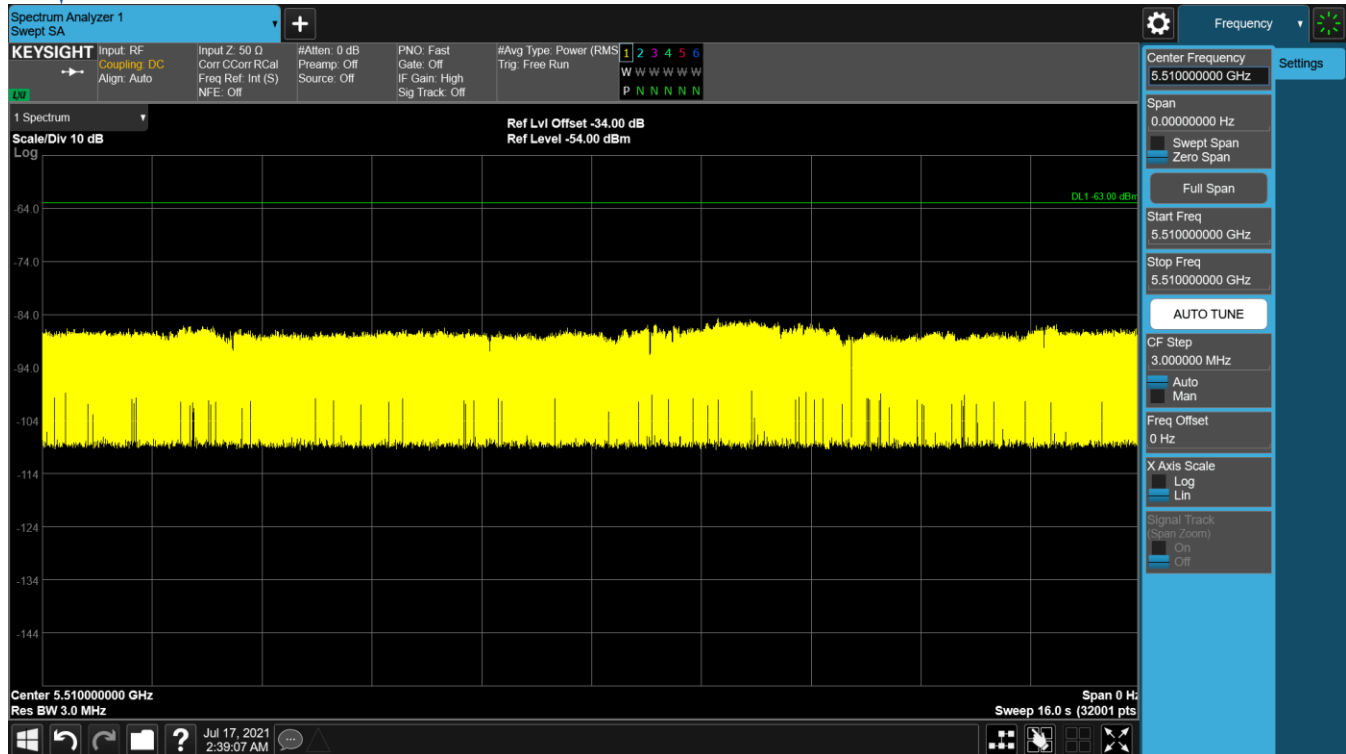 Spectrum Analyzer 1
Swept SA
+
Frequency
KEYSIGHT
LXI
Input: RF
Coupling: DC
Align: Auto
Input Z: 50 Ω
Corr CCorr RCal
Freq Ref: Int (S)
NFE: Off
#Atten: 0 dB
Preamp: Off
Source: Off
PNO: Fast
Gate: Off
IF Gain: High
Sig Track: Off
#Avg Type: Power (RMS
Trig: Free Run
1 2 3 4 5 6
W W W W W W
P N N N N N
1 Spectrum
Scale/Div 10 dB
Log
Ref Lvl Offset -34.00 dB
Ref Level -54.00 dBm
DL1 -63.00 dBm
-64.0
-74.0
-84.0
-94.0
-104
-114
-124
-134
-144
Center 5.510000000 GHz
Res BW 3.0 MHz
Span 0 Hz
Sweep 16.0 s (32001 pts
?
Jul 17, 2021
2:39:07 AM
Center Frequency
5.510000000 GHz
Settings
Span
0.00000000 Hz
Swept Span
Zero Span
Full Span
Start Freq
5.510000000 GHz
Stop Freq
5.510000000 GHz
AUTO TUNE
CF Step
3.000000 MHz
Auto
Man
Freq Offset
0 Hz
X Axis Scale
Log
Lin
Signal Track
(Span Zoom)
On
Off